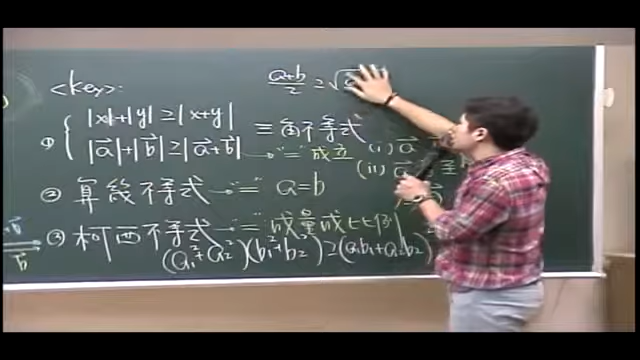 <key>:
a+b/2 ≥ √a
① { |x|+|y| ≥ |x+y|
|a⃗|+|b⃗| ≥ |a⃗+b⃗| 三角不等式 → "=" 成立 (i) a⃗
(ii) a⃗
② 算幾不等式 → "=" a=b
③ 柯西不等式 → "=" 成立 成比例
(a₁²+a₂²)(b₁²+b₂²) ≥ (a₁b₁+a₂b₂)²
b⃗